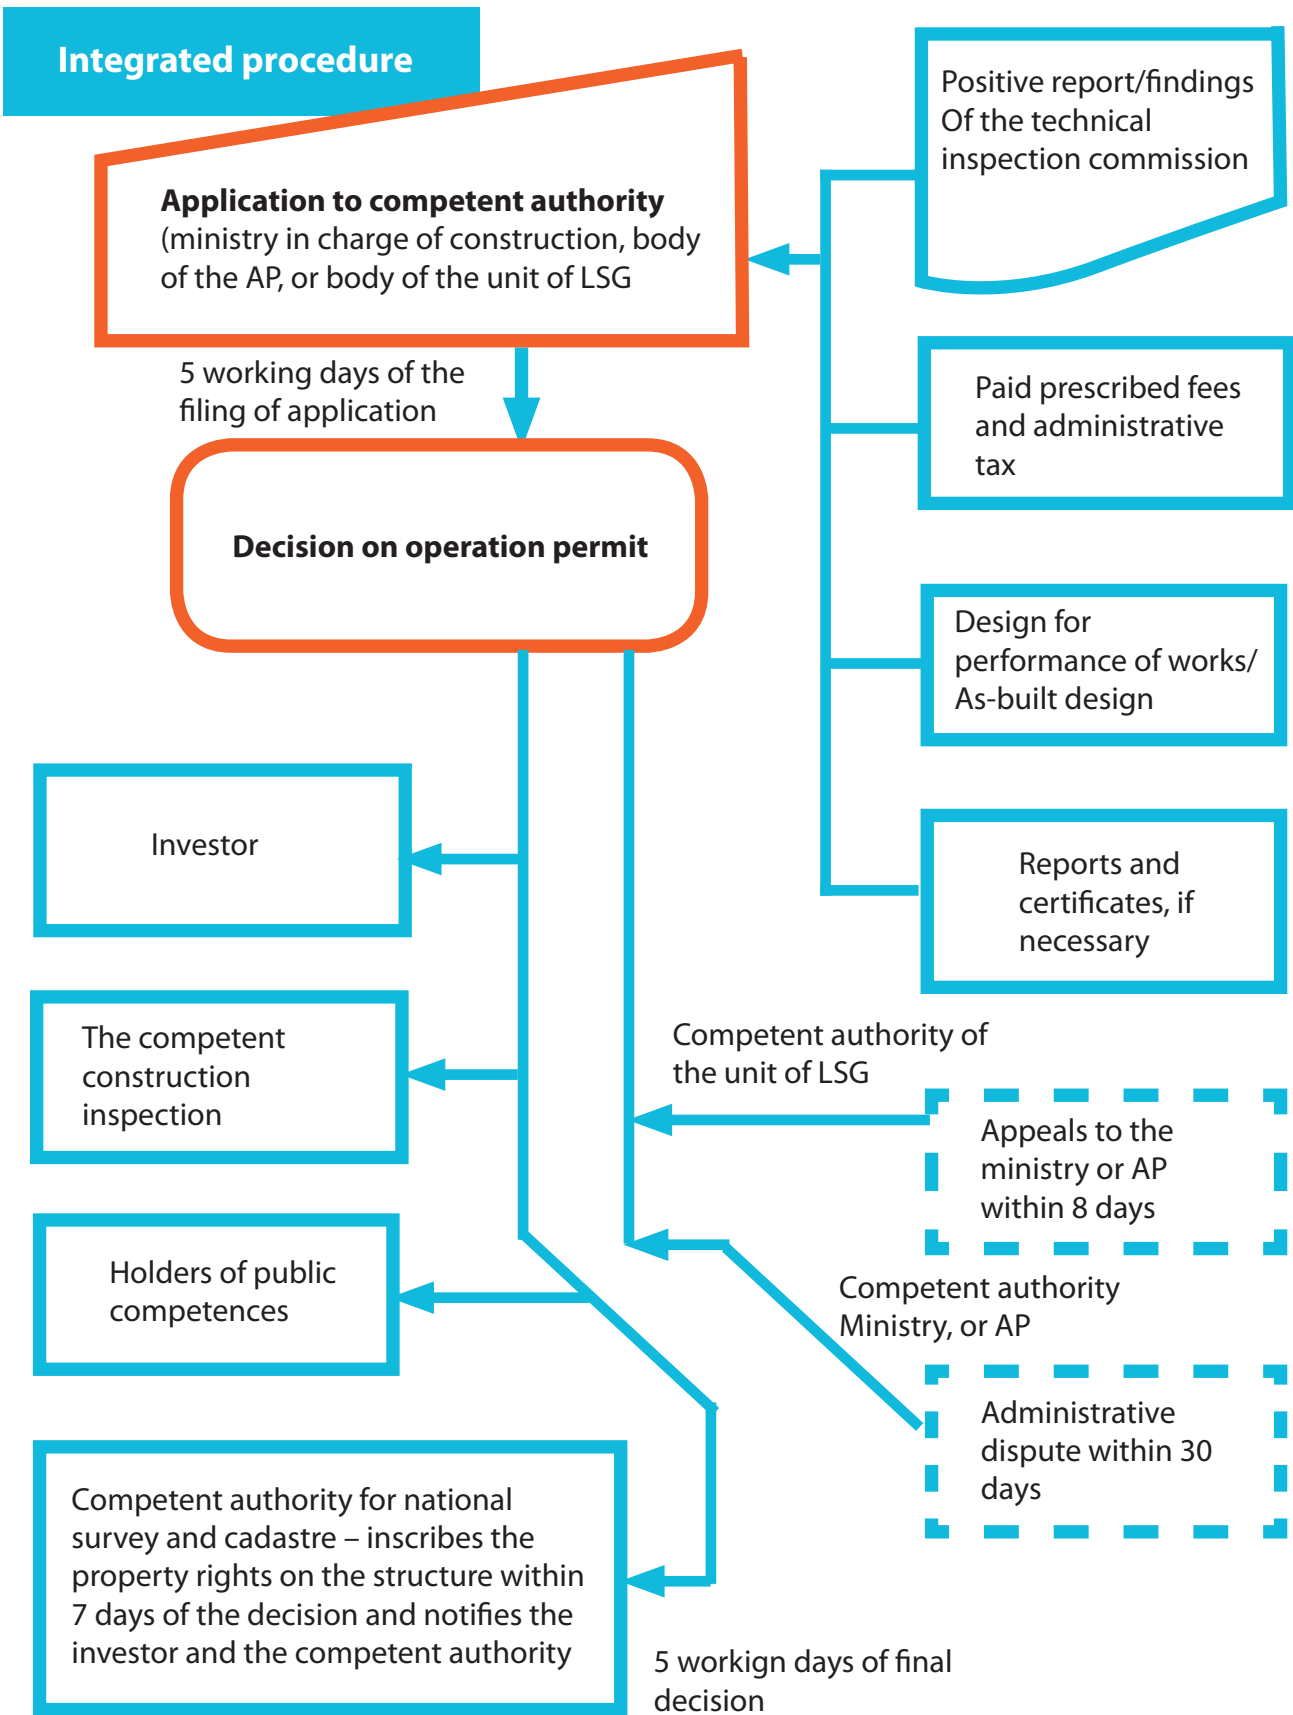 Integrated procedure
Application to competent authority
(ministry in charge of construction, body
of the AP, or body of the unit of LSG
Positive report/findings
Of the technical
inspection commission
5 working days of the
filing of application
Paid prescribed fees
and administrative
tax
Decision on operation permit
Design for
performance of works/
As-built design
Investor
Reports and
certificates, if
necessary
The competent
construction
inspection
Competent authority of
the unit of LSG
Appeals to the
ministry or AP
within 8 days
Holders of public
competences
Competent authority
Ministry, or AP
Administrative
dispute within 30
days
Competent authority for national
survey and cadastre – inscribes the
property rights on the structure within
7 days of the decision and notifies the
investor and the competent authority
5 workign days of final
decision